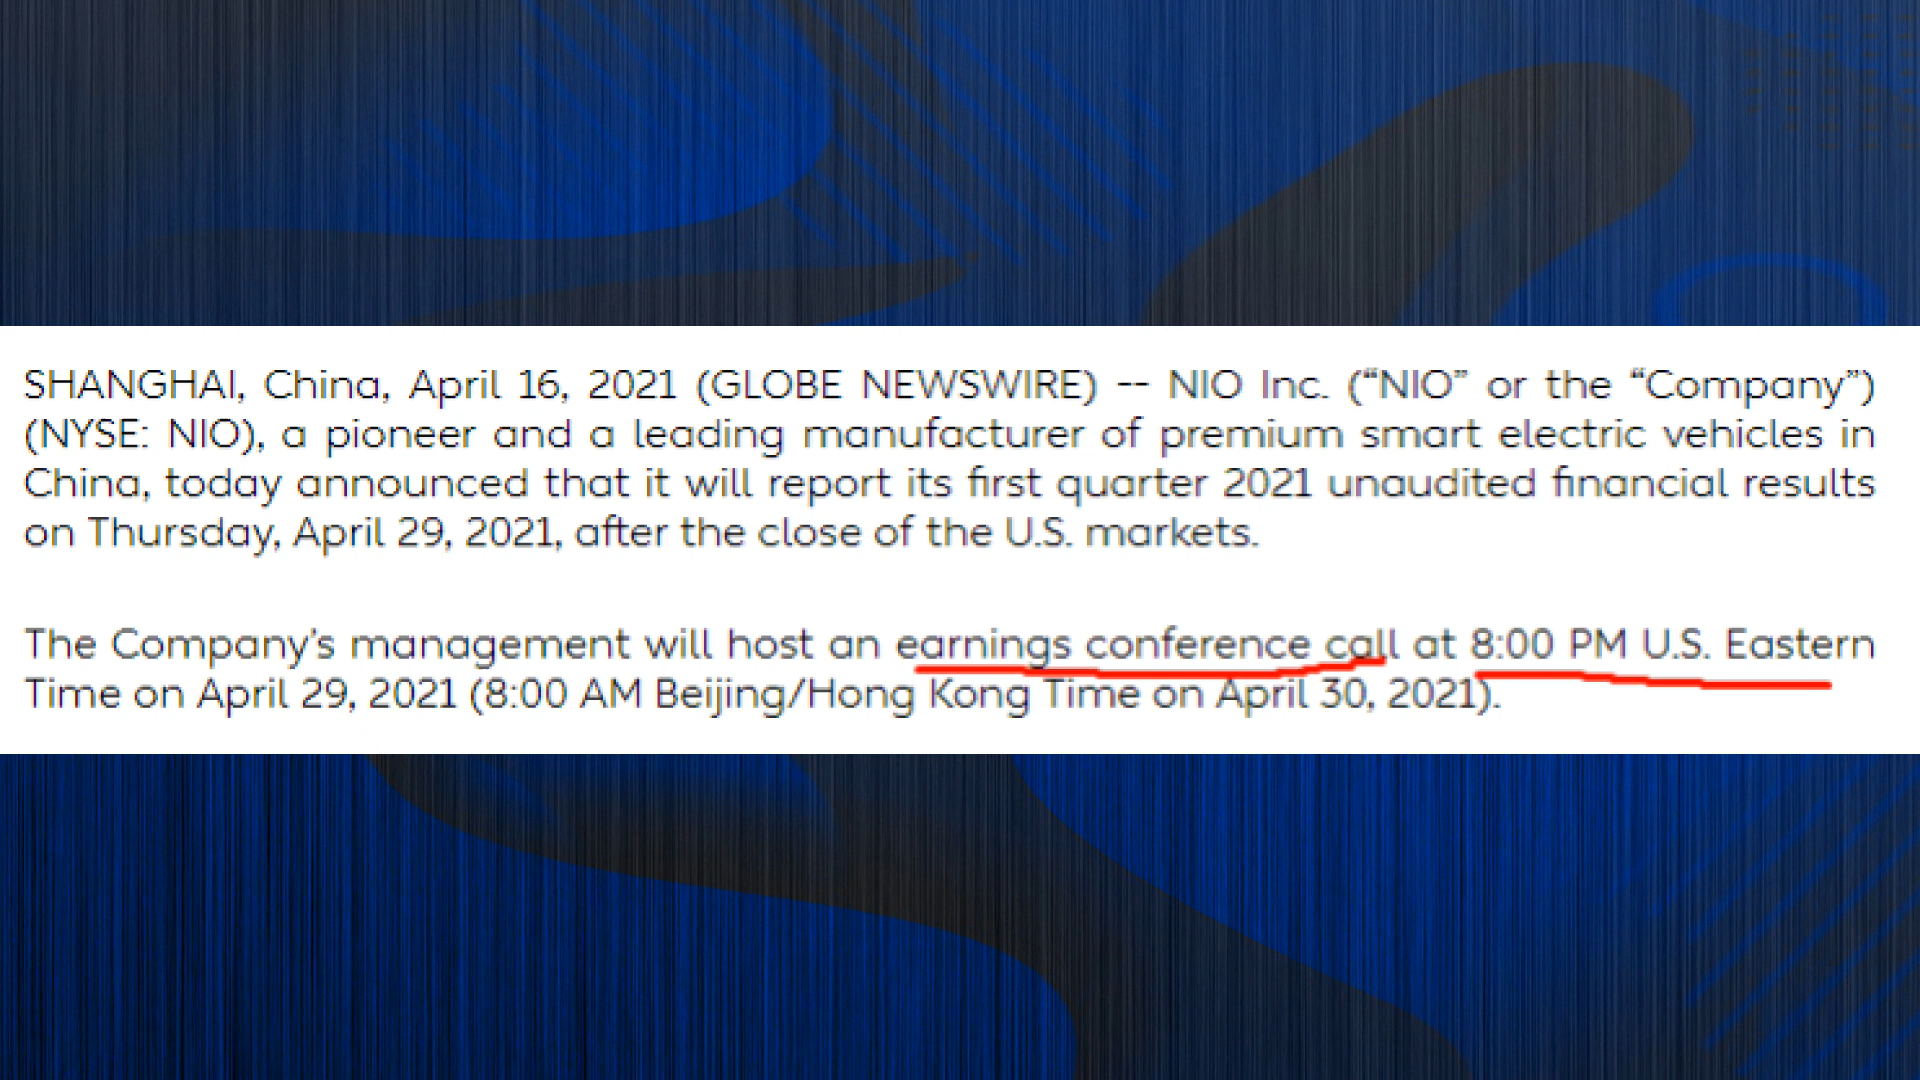 SHANGHAI, China, April 16, 2021 (GLOBE NEWSWIRE) -- NIO Inc. (“NIO” or the “Company”)
(NYSE: NIO), a pioneer and a leading manufacturer of premium smart electric vehicles in
China, today announced that it will report its first quarter 2021 unaudited financial results
on Thursday, April 29, 2021, after the close of the U.S. markets.
The Company’s management will host an earnings conference call at 8:00 PM U.S. Eastern
Time on April 29, 2021 (8:00 AM Beijing/Hong Kong Time on April 30, 2021).